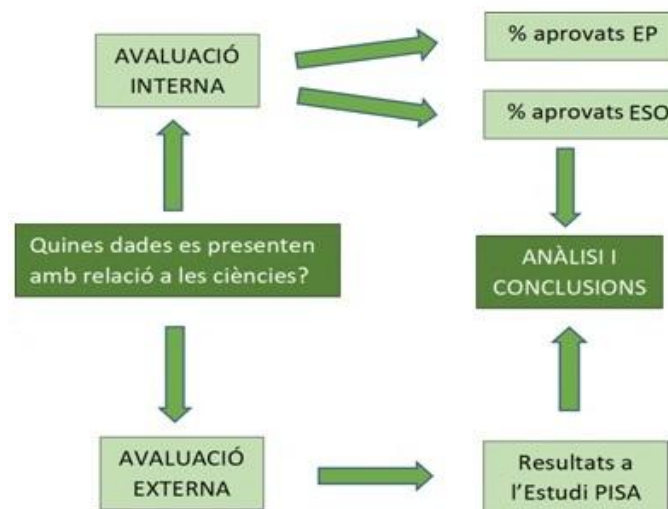 AVALUACIÓ
INTERNA
% aprovats EP
% aprovats ESO
Quines dades es presenten
amb relació a les ciències?
ANÀLISI I
CONCLUSIONS
AVALUACIÓ
EXTERNA
Resultats a
l'Estudi PISA